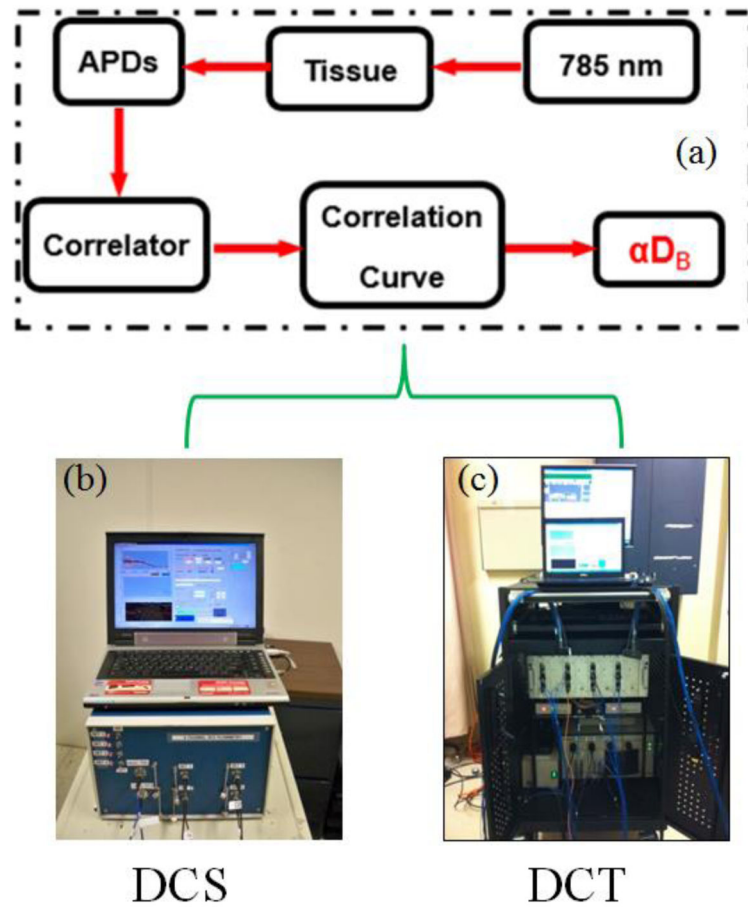 APDs
Tissue
785 nm
(a)
Correlator
Correlation
Curve
αD_B
(b)
(c)
DCS
DCT